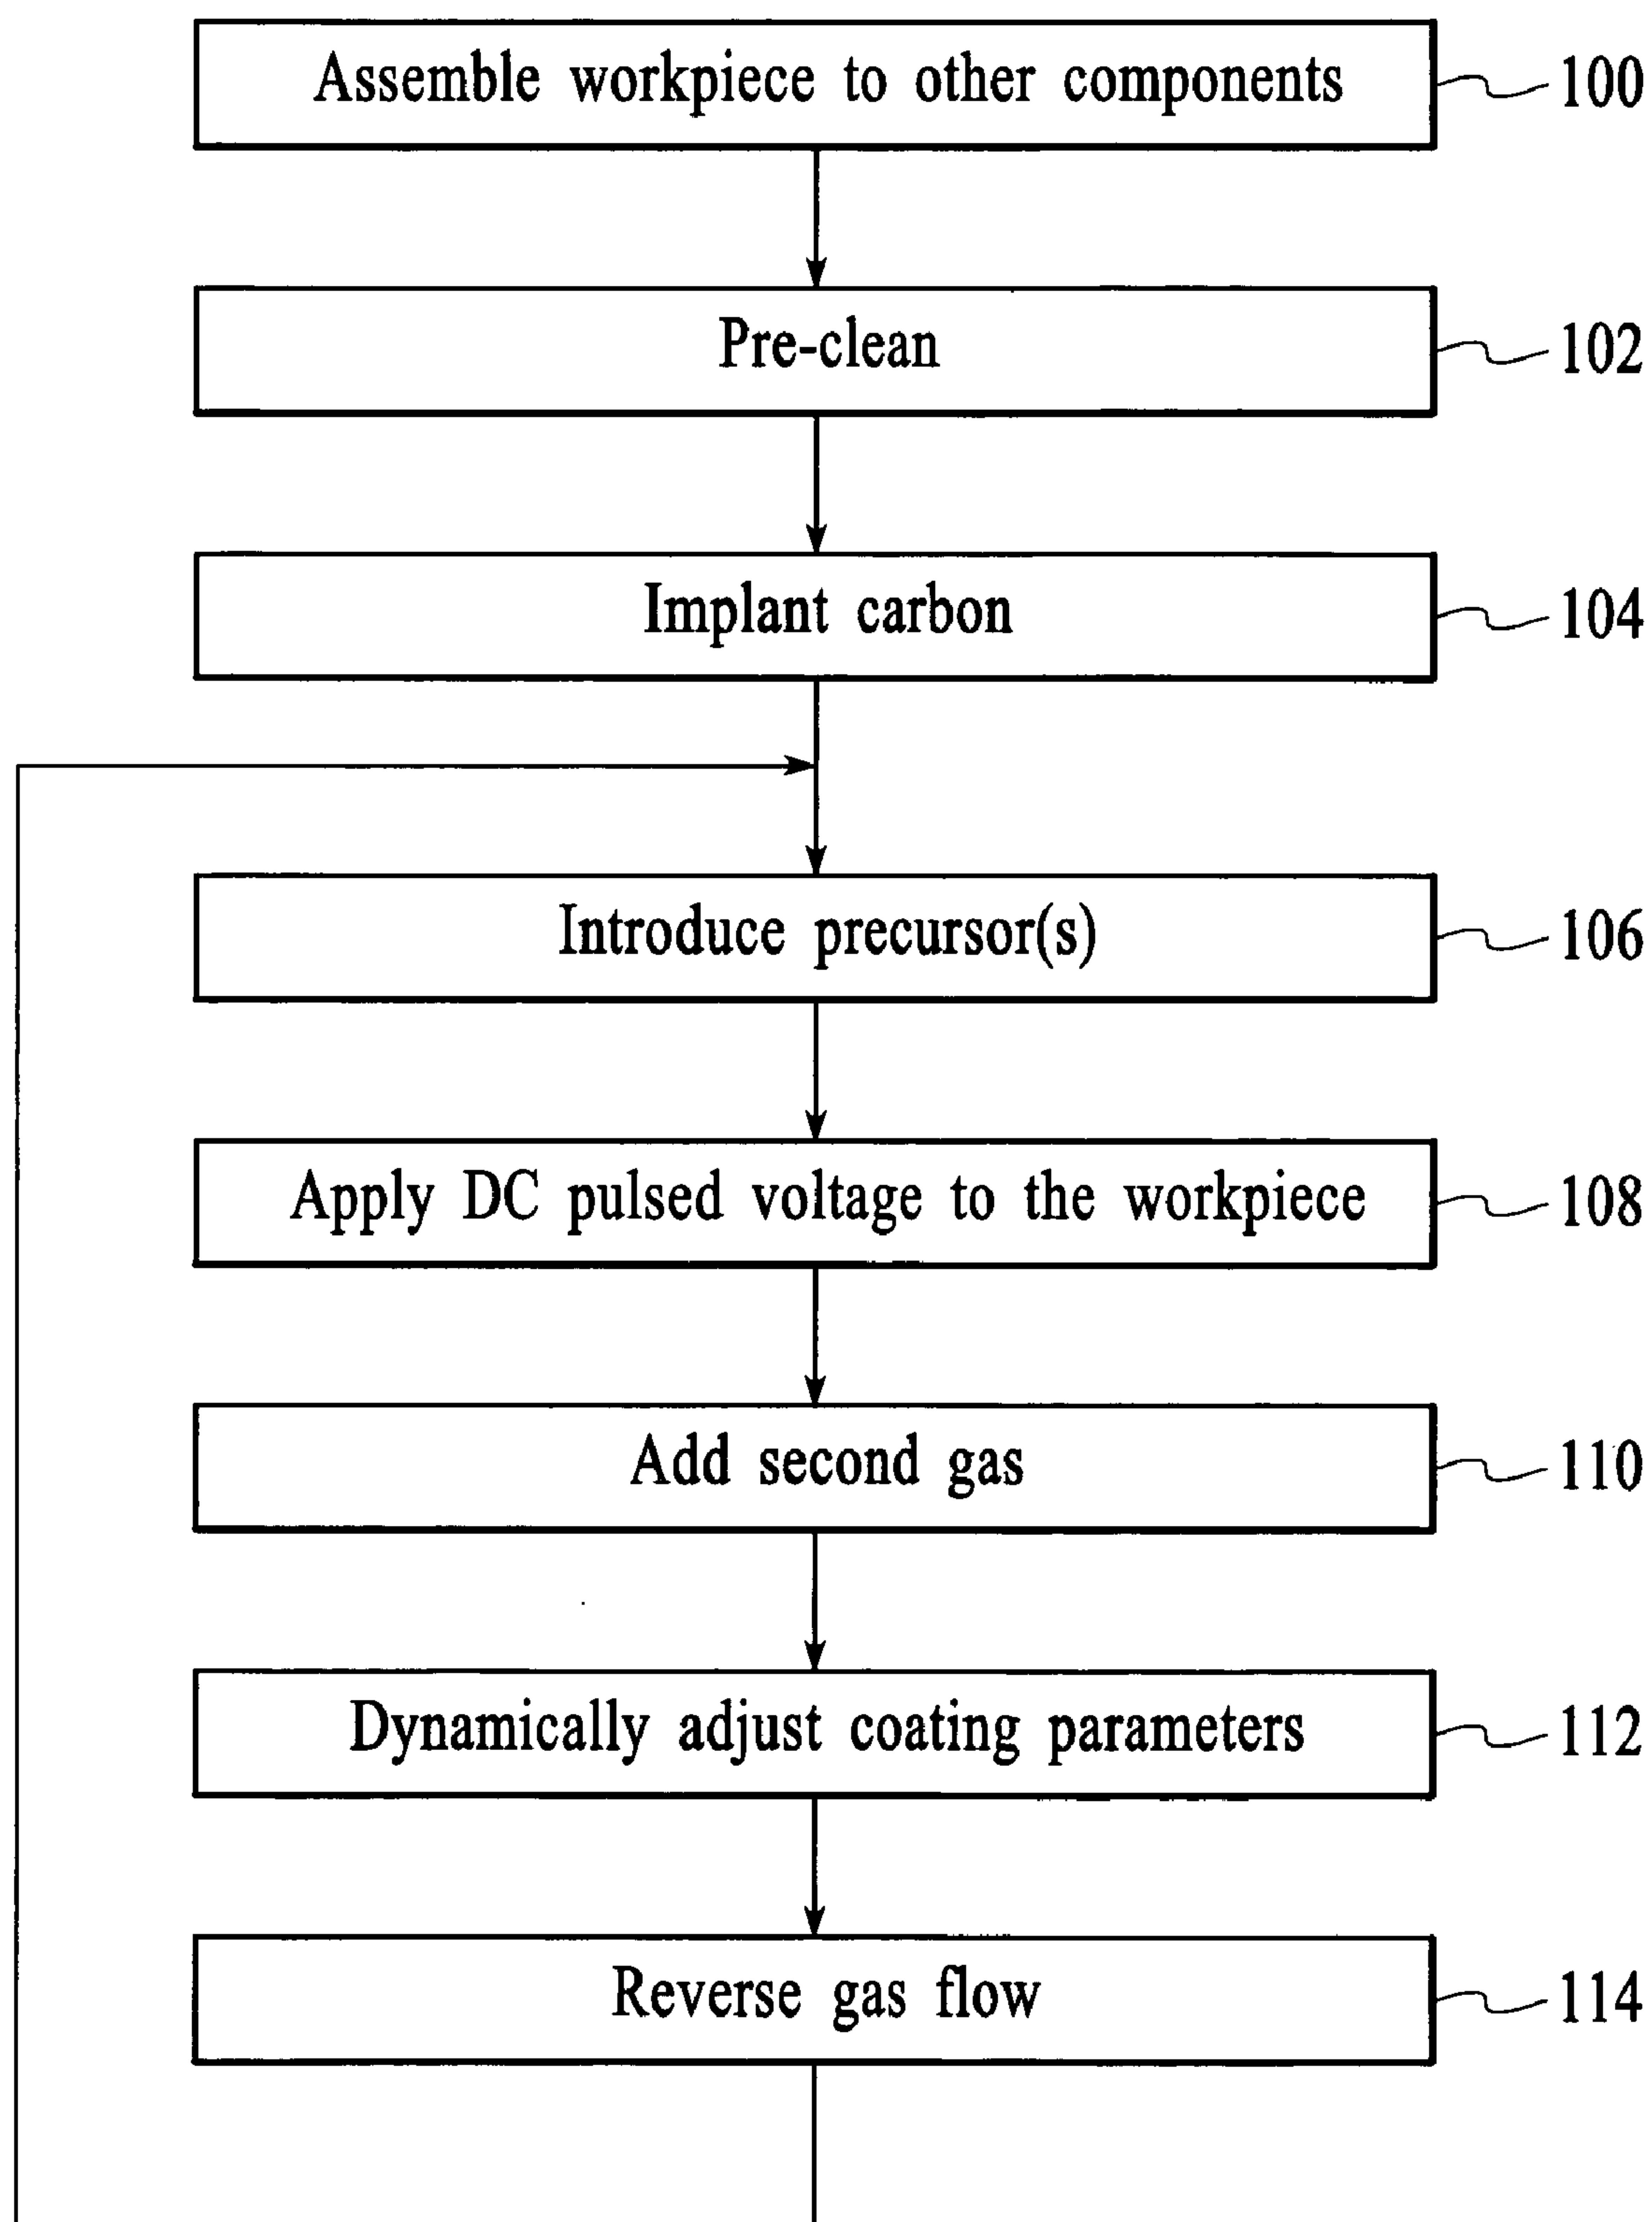 Assemble workpiece to other components 100
Pre-clean 102
Implant carbon 104
Introduce precursor(s) 106
Apply DC pulsed voltage to the workpiece 108
Add second gas 110
Dynamically adjust coating parameters 112
Reverse gas flow 114